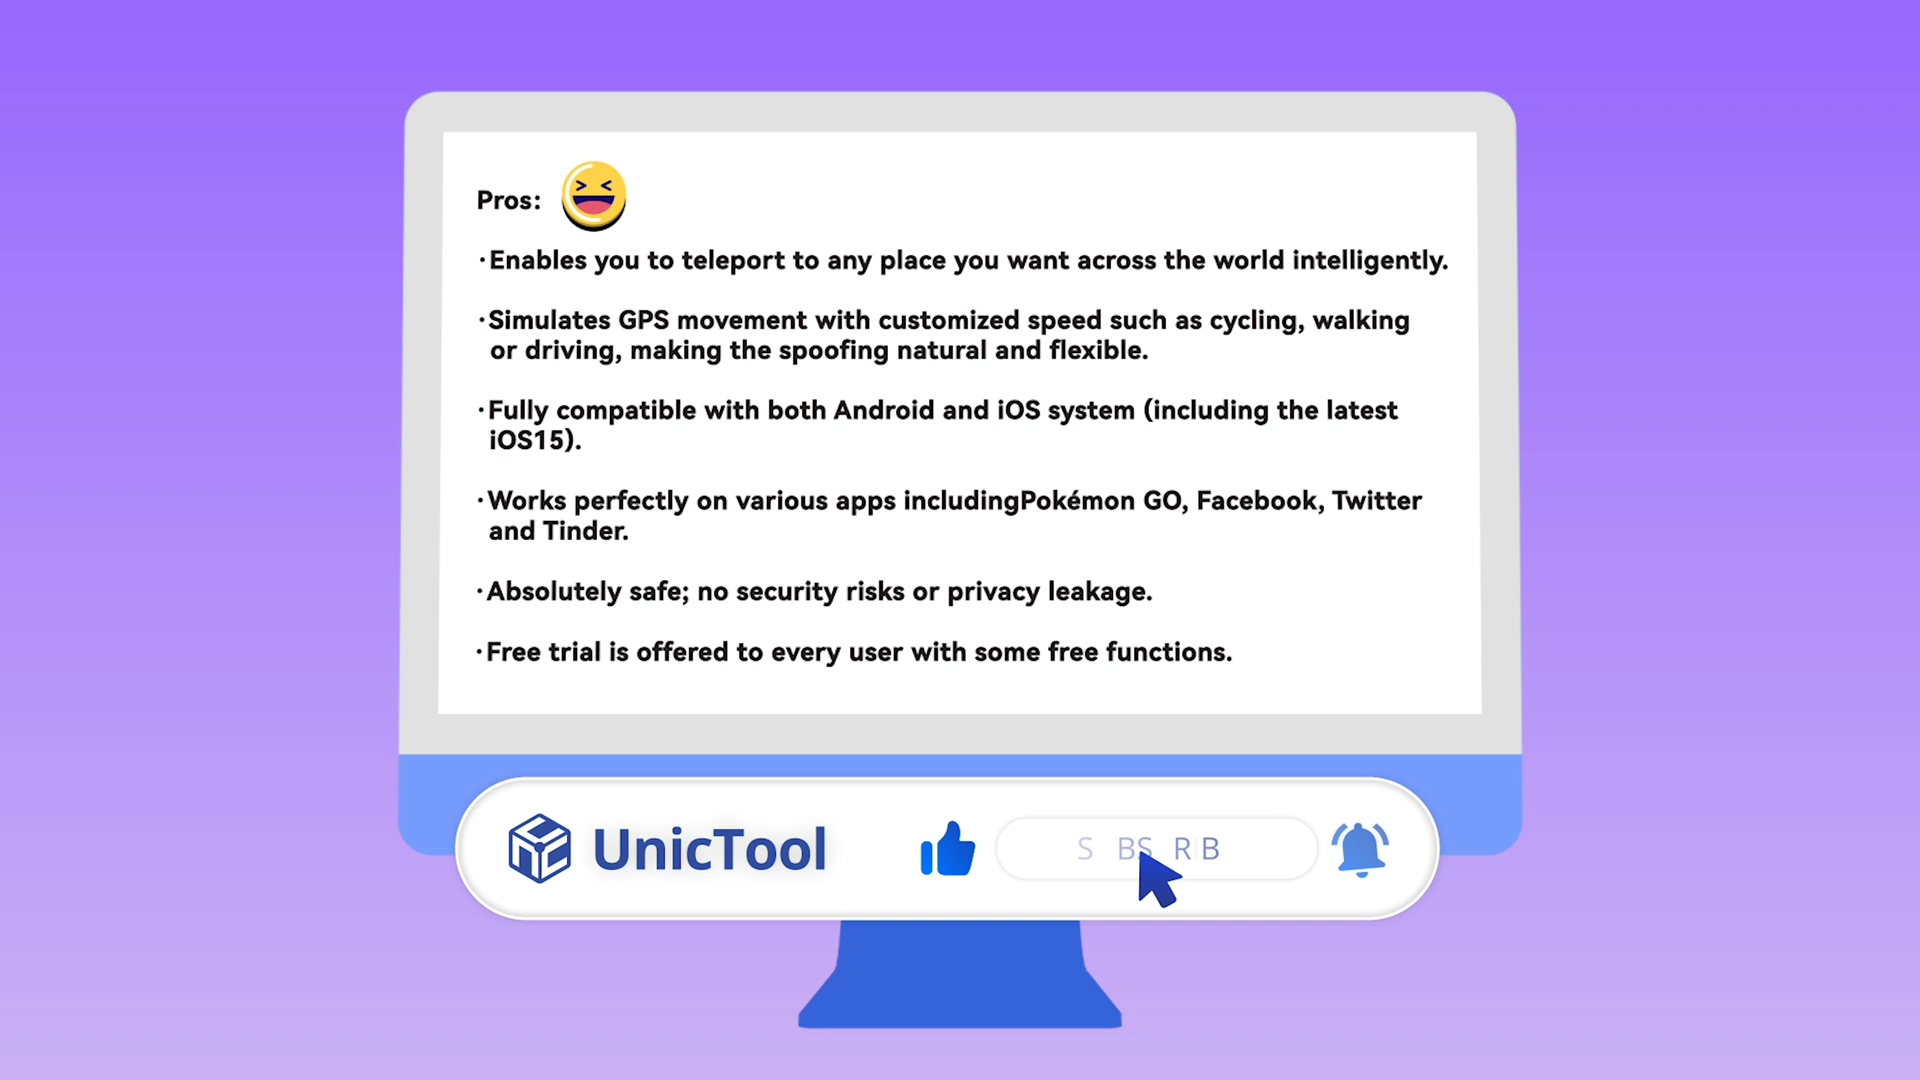 Pros:
·Enables you to teleport to any place you want across the world intelligently.
·Simulates GPS movement with customized speed such as cycling, walking
or driving, making the spoofing natural and flexible.
·Fully compatible with both Android and iOS system (including the latest
iOS15).
·Works perfectly on various apps includingPokémon GO, Facebook, Twitter
and Tinder.
·Absolutely safe; no security risks or privacy leakage.
·Free trial is offered to every user with some free functions.
UnicTool